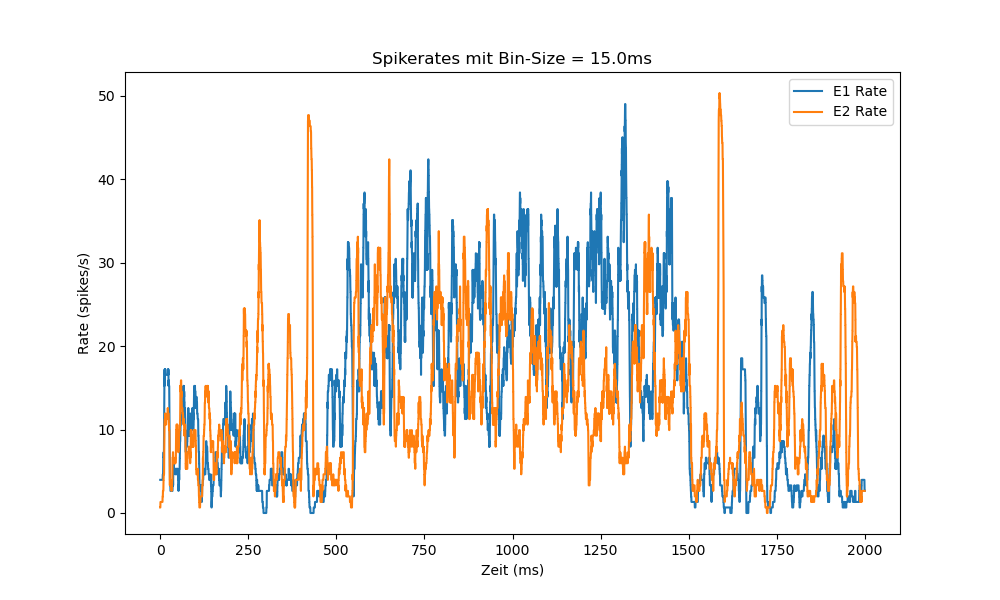 Spikerates mit Bin-Size = 15.0ms
E1 Rate
E2 Rate
50
40
30
20
10
0
Rate (spikes/s)
0 250 500 750 1000 1250 1500 1750 2000
Zeit (ms)